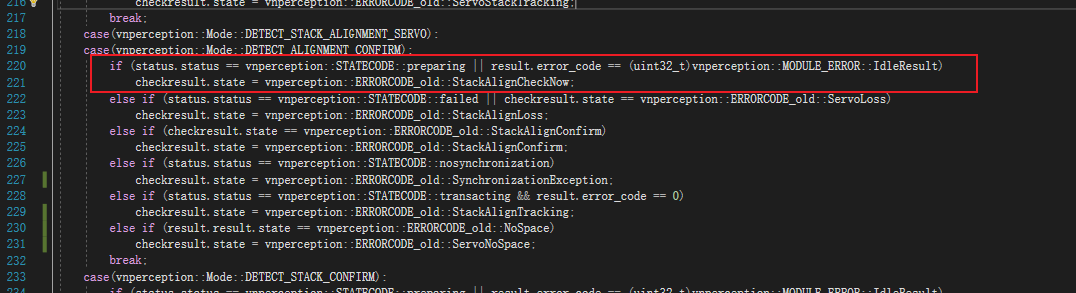 216 checkresult.state = vnperception::ERRORCODE_old::ServoStackTracking;
217 break;
218 case(vnperception::Mode::DETECT_STACK_ALIGNMENT_SERVO):
219 case(vnperception::Mode::DETECT_ALIGNMENT_CONFIRM):
220 if (status.status == vnperception::STATECODE::preparing || result.error_code == (uint32_t)vnperception::MODULE_ERROR::IdleResult)
221 checkresult.state = vnperception::ERRORCODE_old::StackAlignCheckNow;
222 else if (status.status == vnperception::STATECODE::failed || checkresult.state == vnperception::ERRORCODE_old::ServoLoss)
223 checkresult.state = vnperception::ERRORCODE_old::StackAlignLoss;
224 else if (checkresult.state == vnperception::ERRORCODE_old::StackAlignConfirm)
225 checkresult.state = vnperception::ERRORCODE_old::StackAlignConfirm;
226 else if (status.status == vnperception::STATECODE::nosynchronization)
227 checkresult.state = vnperception::ERRORCODE_old::SynchronizationException;
228 else if (status.status == vnperception::STATECODE::transacting && result.error_code == 0)
229 checkresult.state = vnperception::ERRORCODE_old::StackAlignTracking;
230 else if (result.result.state == vnperception::ERRORCODE_old::NoSpace)
231 checkresult.state = vnperception::ERRORCODE_old::ServoNoSpace;
232 break;
233 case(vnperception::Mode::DETECT_STACK_CONFIRM):
234 if (status.status == vnperception::STATECODE::preparing || result.error_code == (uint32_t)vnperception::MODULE_ERROR::IdleResult)